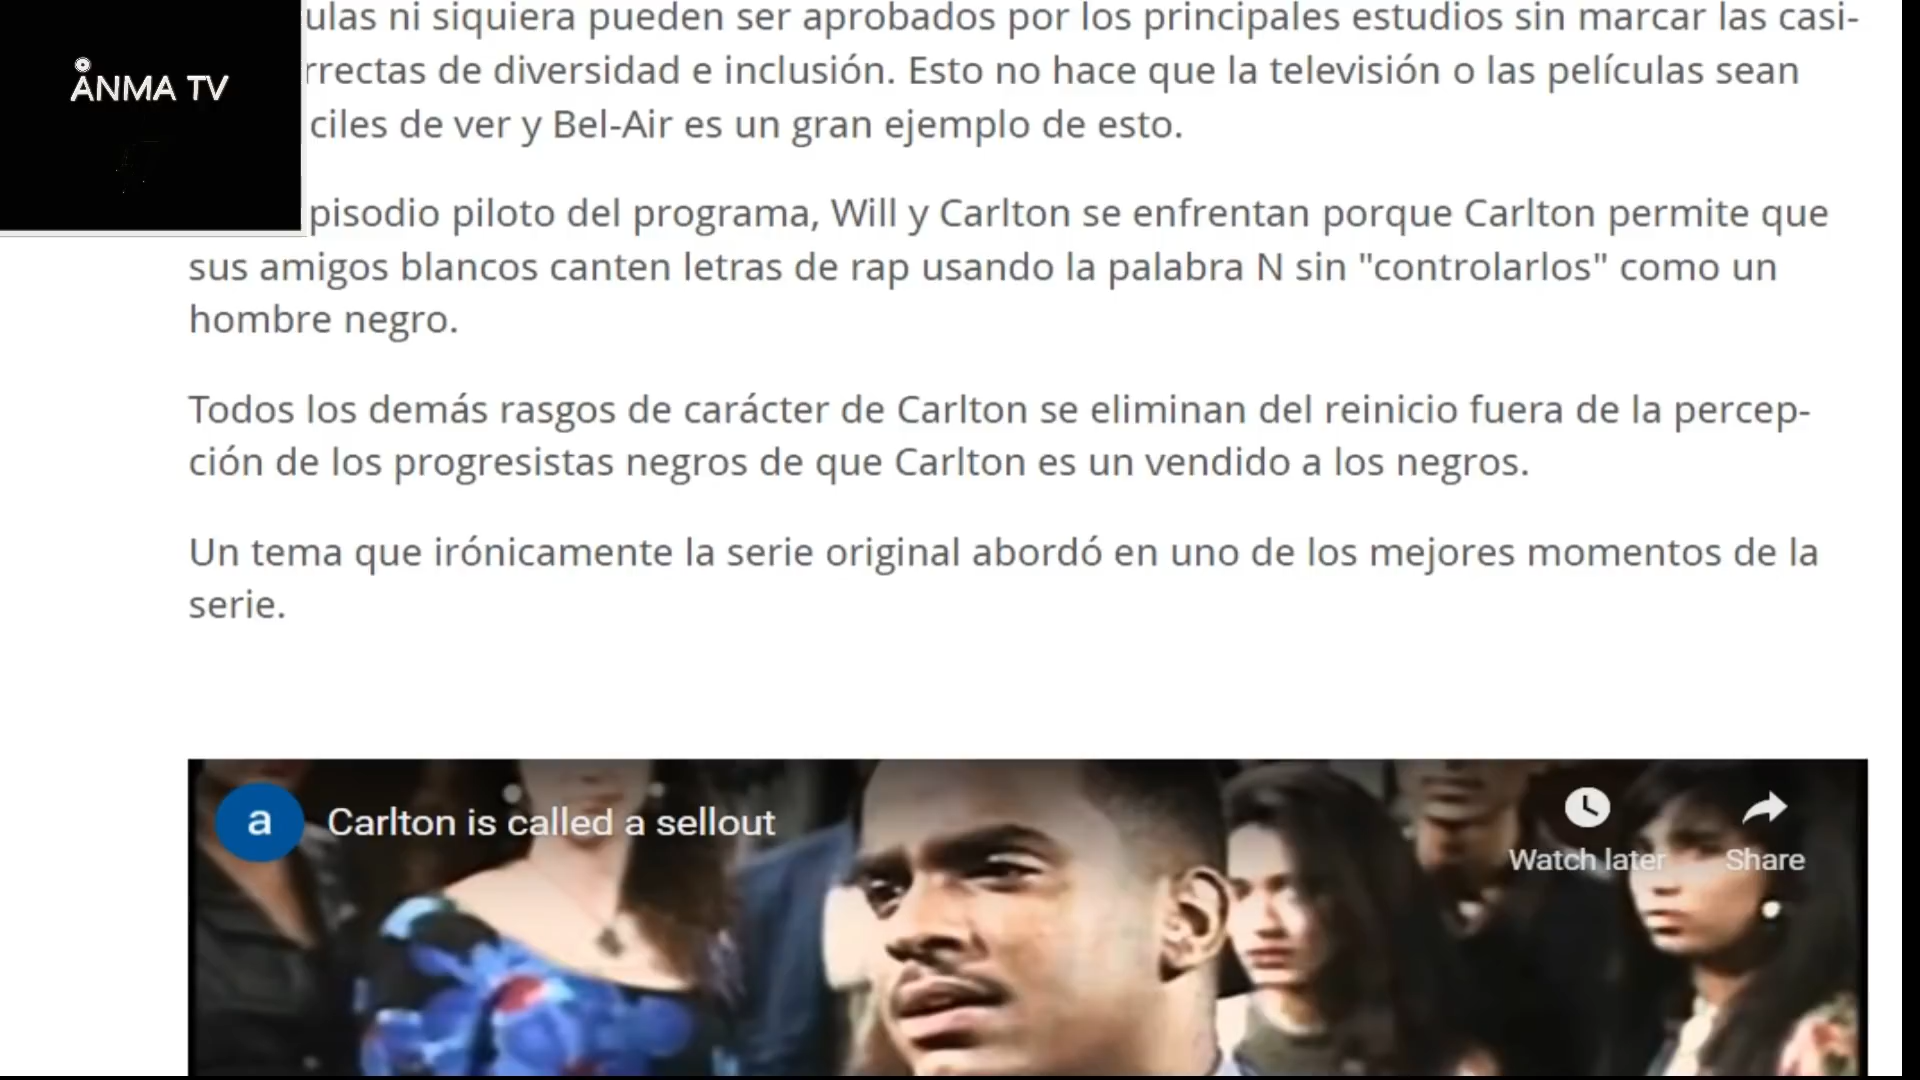 ulas ni siquiera pueden ser aprobados por los principales estudios sin marcar las casi-
ÅNMA TV
rrectas de diversidad e inclusión. Esto no hace que la televisión o las películas sean
ciles de ver y Bel-Air es un gran ejemplo de esto.
pisodio piloto del programa, Will y Carlton se enfrentan porque Carlton permite que
sus amigos blancos canten letras de rap usando la palabra N sin "controlarlos" como un
hombre negro.
Todos los demás rasgos de carácter de Carlton se eliminan del reinicio fuera de la percep-
ción de los progresistas negros de que Carlton es un vendido a los negros.
Un tema que irónicamente la serie original abordó en uno de los mejores momentos de la
serie.
a
Carlton is called a sellout
Watch later
Share